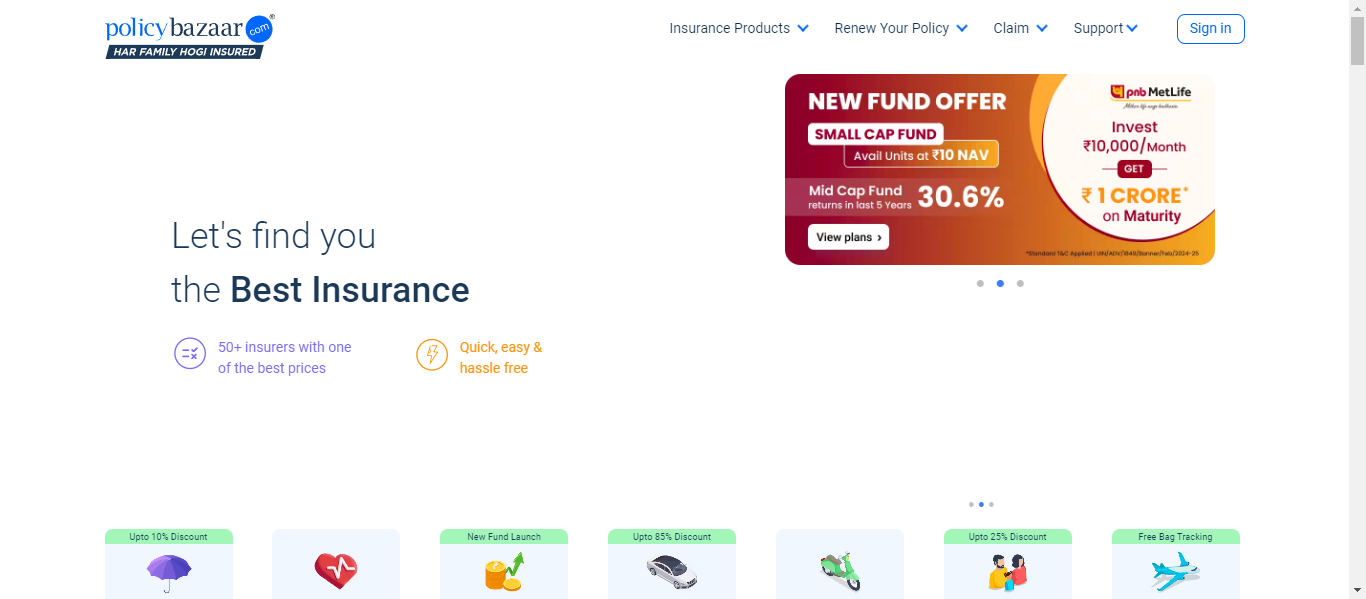 policybazaar.com®
HAR FAMILY HOGI INSURED
Insurance Products
Renew Your Policy
Claim
Support
Sign in
NEW FUND OFFER
SMALL CAP FUND
Avail Units at ₹10 NAV
Mid Cap Fund
returns in last 5 Years
30.6%
View plans ›
pnb MetLife
Milkar life aage badhaein
Invest
₹10,000/Month
GET
₹ 1 CRORE*
on Maturity
*Standard T&C Applied | UIN/ADV/1849/Banner/Feb/2024-25
Let's find you
the Best Insurance
50+ insurers with one
of the best prices
Quick, easy &
hassle free
Upto 10% Discount
New Fund Launch
Upto 85% Discount
Upto 25% Discount
Free Bag Tracking